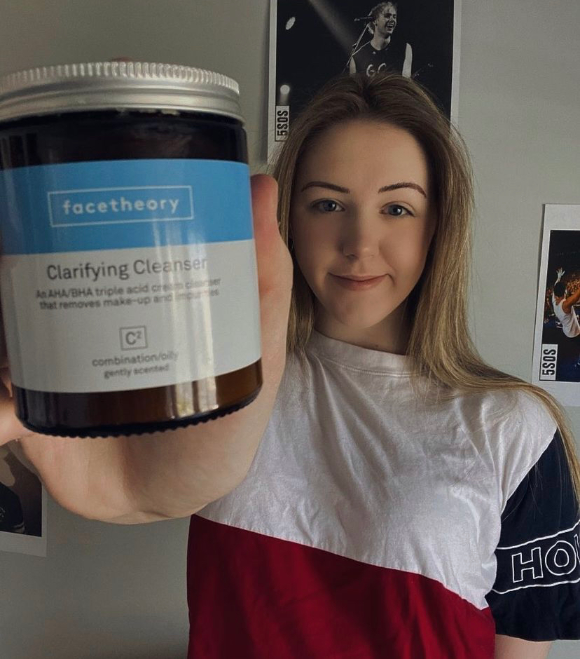 facetheory
Clarifying Cleanser
An AHA/BHA triple acid cream cleanser
that removes make-up and impurities
C²
combination/oily
gently scented
5SOS
5SOS
HO